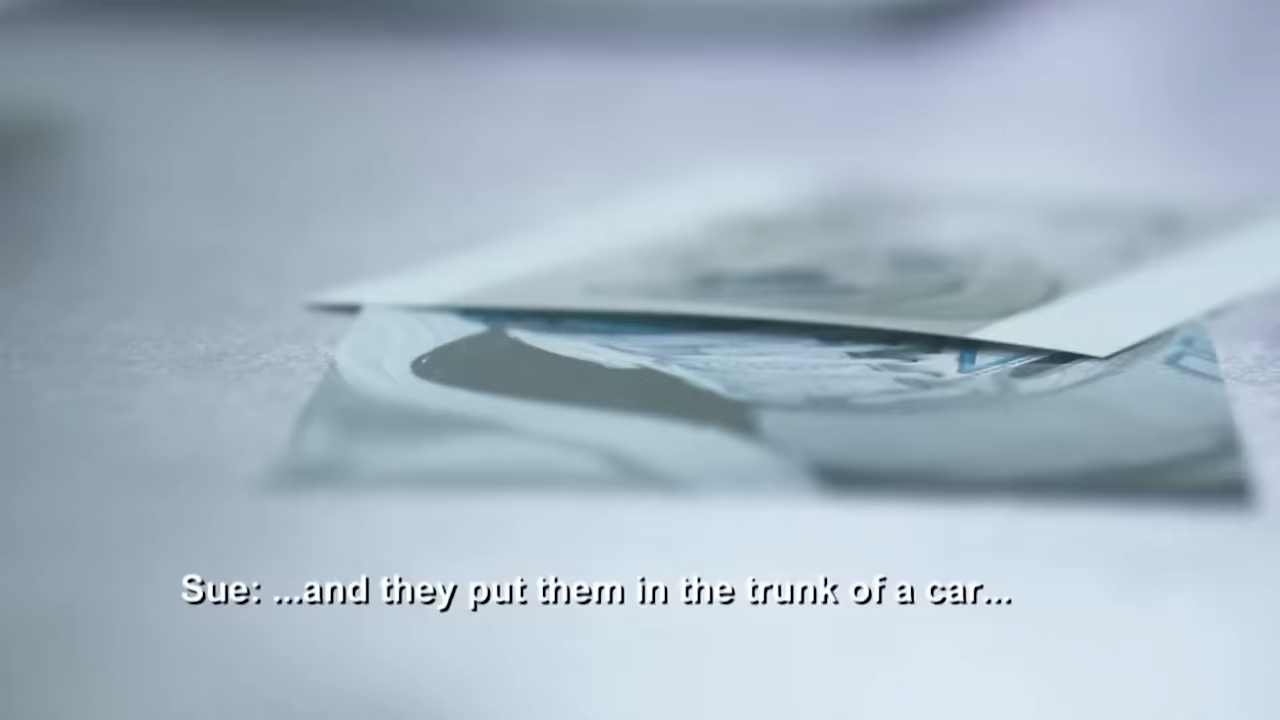 Sue: ...and they put them in the trunk of a car...